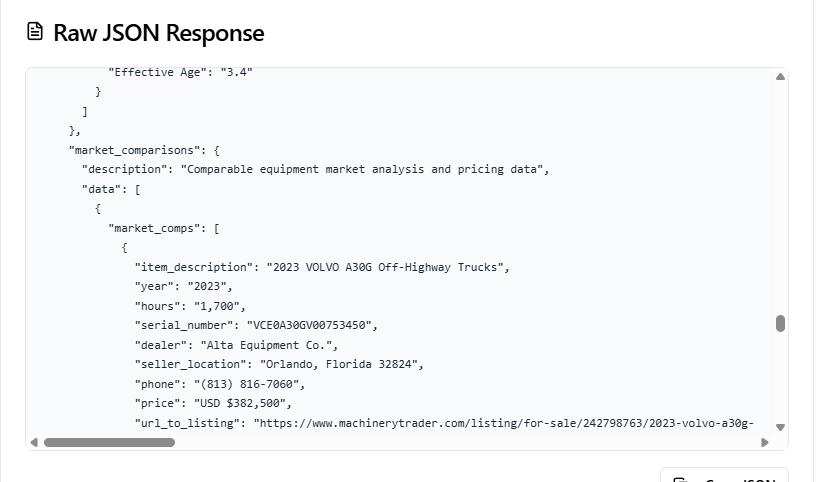 Raw JSON Response
"Effective Age": "3.4"
}
]
},
"market_comparisons": {
"description": "Comparable equipment market analysis and pricing data",
"data": [
{
"market_comps": [
{
"item_description": "2023 VOLVO A30G Off-Highway Trucks",
"year": "2023",
"hours": "1,700",
"serial_number": "VCE0A30GV00753450",
"dealer": "Alta Equipment Co.",
"seller_location": "Orlando, Florida 32824",
"phone": "(813) 816-7060",
"price": "USD $382,500",
"url_to_listing": "https://www.machinerytrader.com/listing/for-sale/242798763/2023-volvo-a30g-